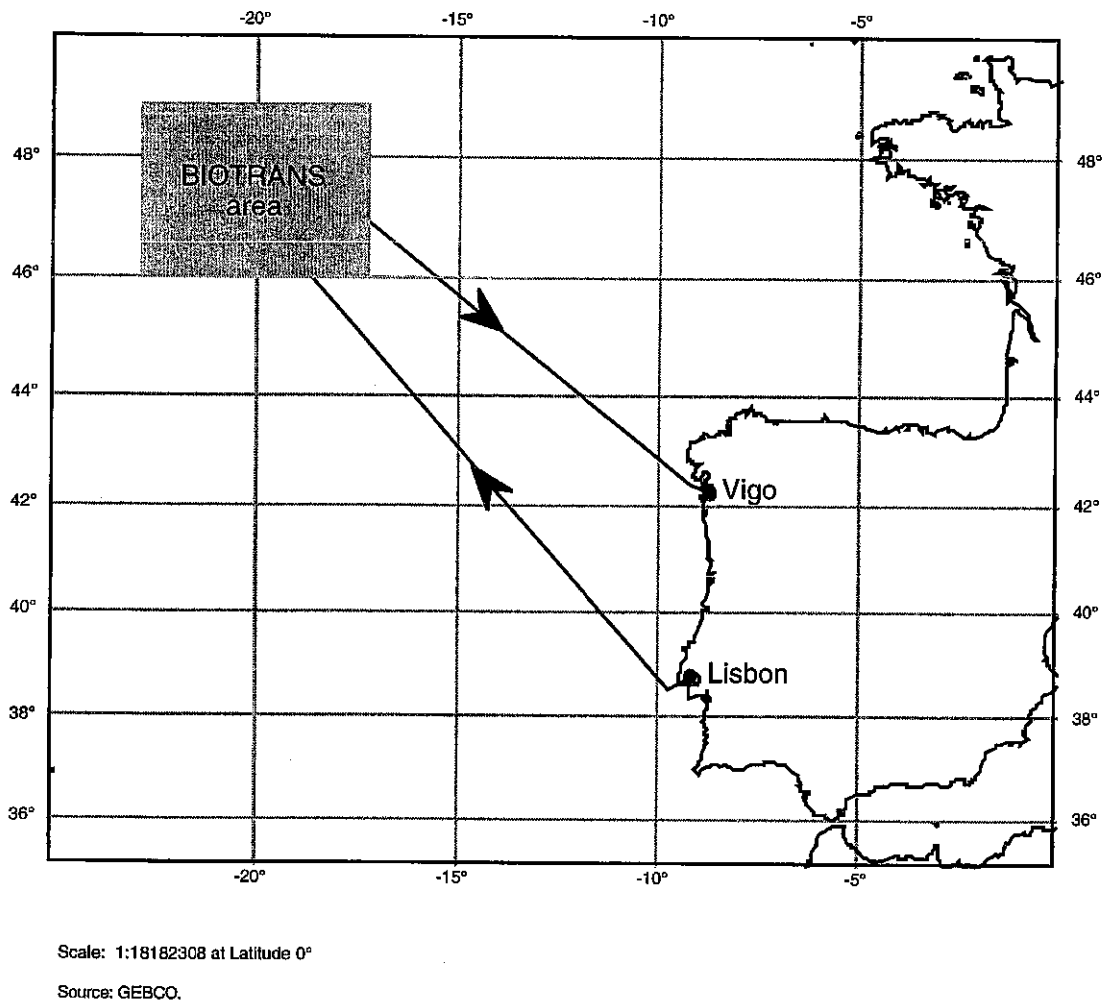 -20° -15° -10° -5°
BIOTRANS
area
48° 48°
46° 46°
44° 44°
Vigo
42° 42°
40° 40°
Lisbon
38° 38°
36° 36°
-20° -15° -10° -5°
Scale: 1:18182308 at Latitude 0°
Source: GEBCO.